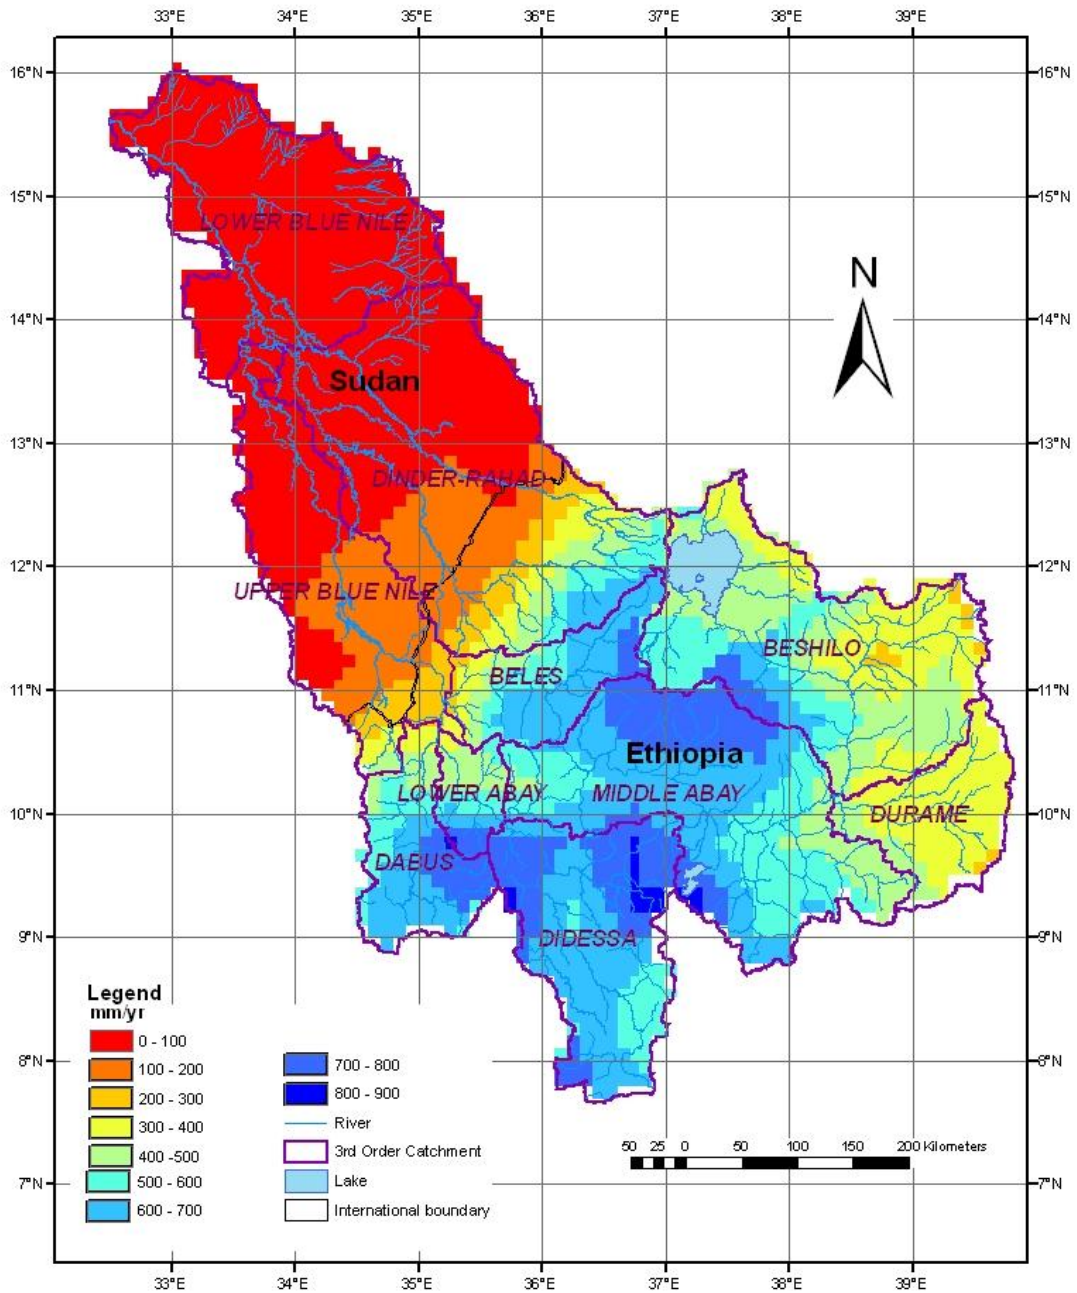 33°E 34°E 35°E 36°E 37°E 38°E 39°E
16°N 16°N
15°N 15°N
LOWER BLUE NILE
N
14°N 14°N
Sudan
13°N 13°N
DINDER-RAHAD
12°N 12°N
UPPER BLUE NILE
BESHILO
BELES
11°N 11°N
Ethiopia
LOWER ABAY MIDDLE ABAY
10°N 10°N
DURAME
DABUS
9°N 9°N
DIDESSA
Legend
mm/yr
0 - 100
100 - 200
200 - 300
300 - 400
400 -500
500 - 600
600 - 700
700 - 800
800 - 900
River
3rd Order Catchment
Lake
International boundary
8°N 8°N
50 25 0 50 100 150 200 Kilometers
7°N 7°N
33°E 34°E 35°E 36°E 37°E 38°E 39°E